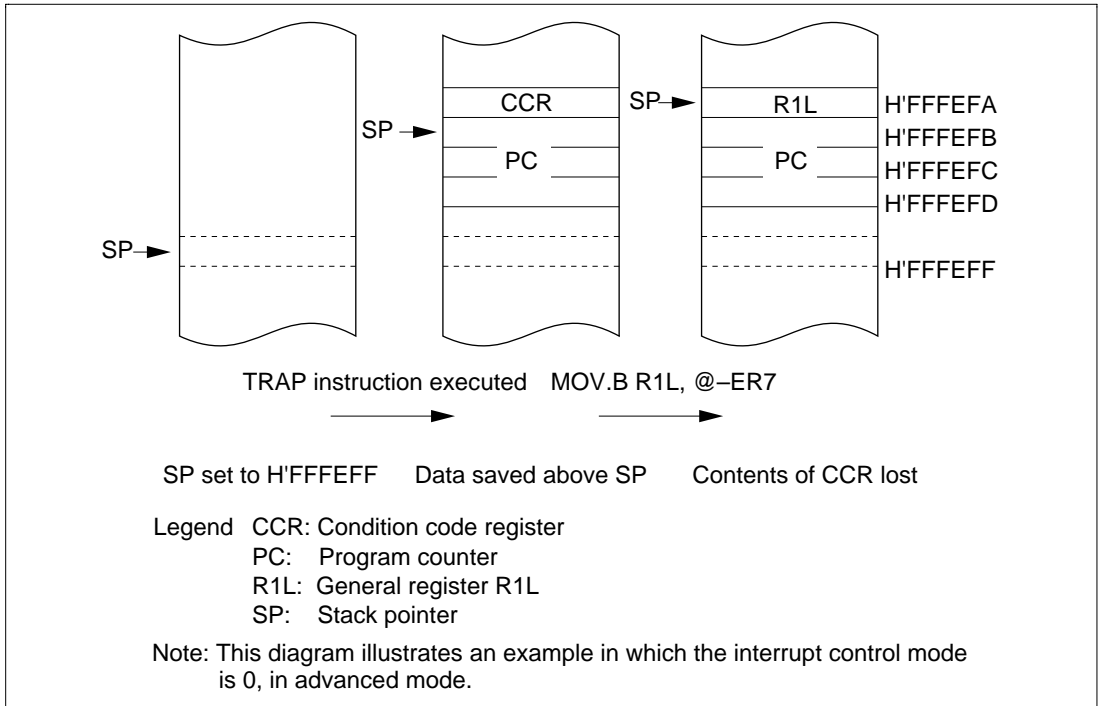 CCR
SP
R1L
H'FFFEFA
SP
H'FFFEFB
PC
PC
H'FFFEFC
H'FFFEFD
SP
H'FFFEFF
TRAP instruction executed
MOV.B R1L, @–ER7
SP set to H'FFFEFF
Data saved above SP
Contents of CCR lost
Legend CCR: Condition code register
PC: Program counter
R1L: General register R1L
SP: Stack pointer
Note: This diagram illustrates an example in which the interrupt control mode
is 0, in advanced mode.